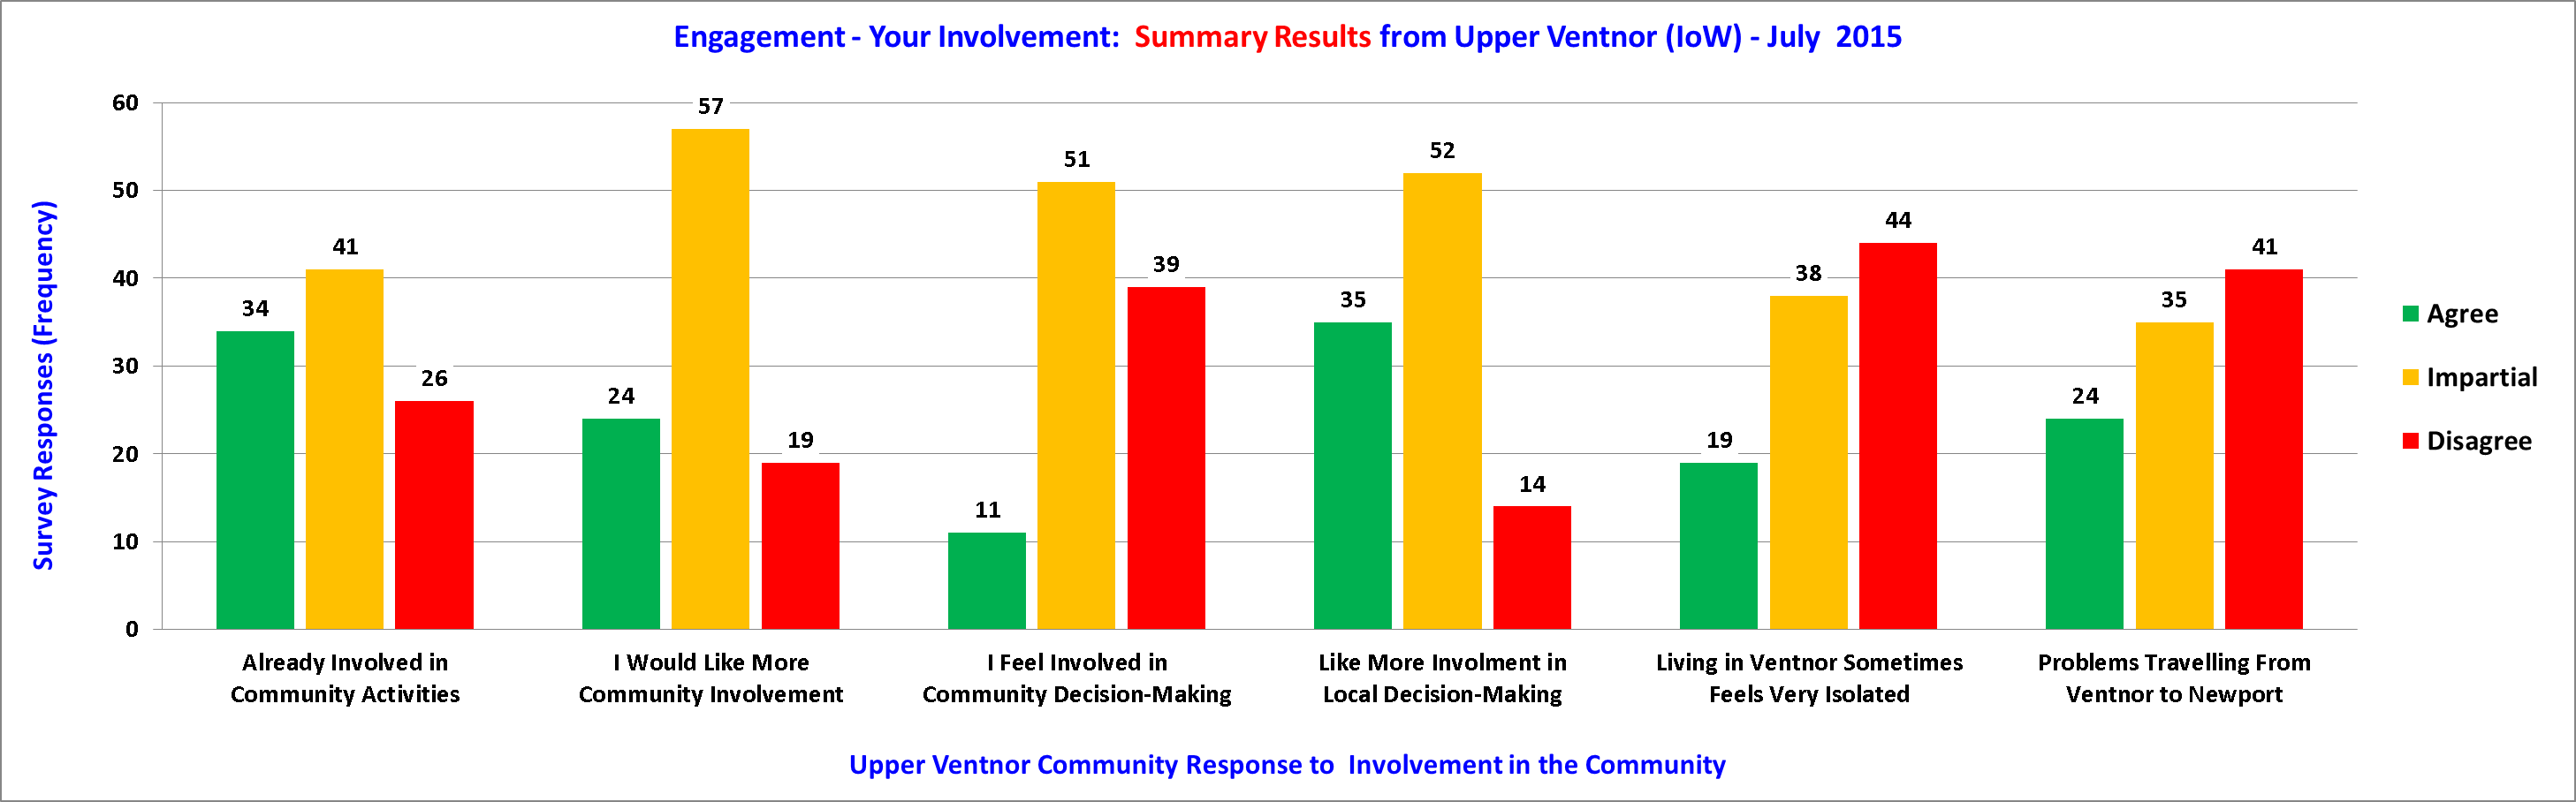 Engagement - Your Involvement:  Summary Results from Upper Ventnor (IoW) - July  2015
Survey Responses (Frequency)
60
50
40
30
20
10
0
34
41
26
24
57
19
11
51
39
35
52
14
19
38
44
24
35
41
Agree
Impartial
Disagree
Already Involved in
Community Activities
I Would Like More
Community Involvement
I Feel Involved in
Community Decision-Making
Like More Involment in
Local Decision-Making
Living in Ventnor Sometimes
Feels Very Isolated
Problems Travelling From
Ventnor to Newport
Upper Ventnor Community Response to  Involvement in the Community